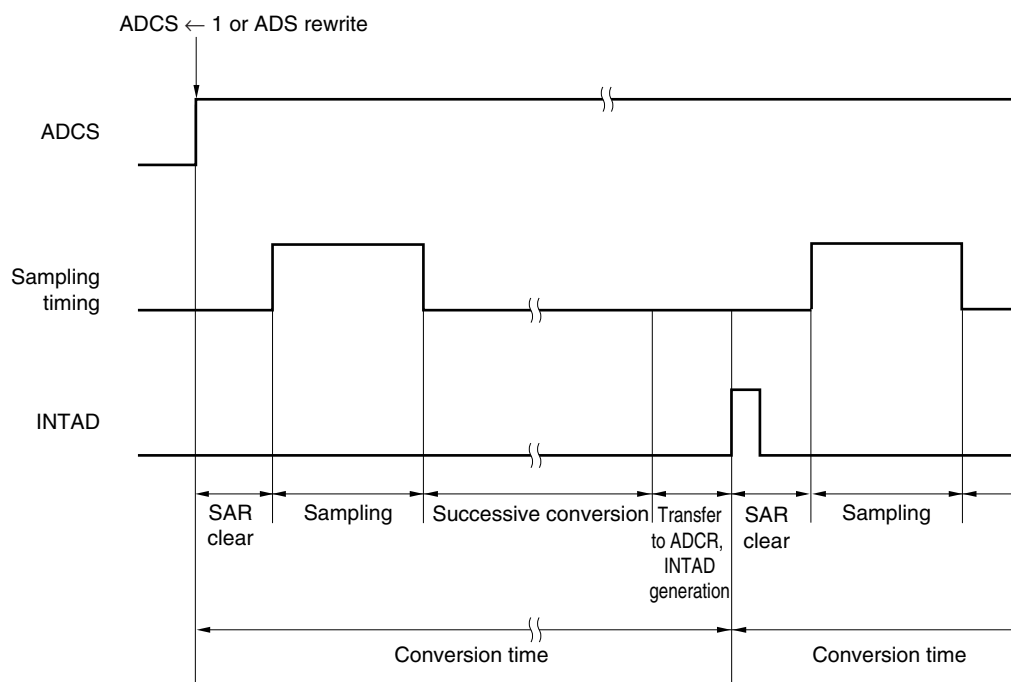 ADCS ← 1 or ADS rewrite
ADCS
Sampling
timing
INTAD
SAR
clear
Sampling
Successive conversion
Transfer
to ADCR,
INTAD
generation
SAR
clear
Sampling
Conversion time
Conversion time